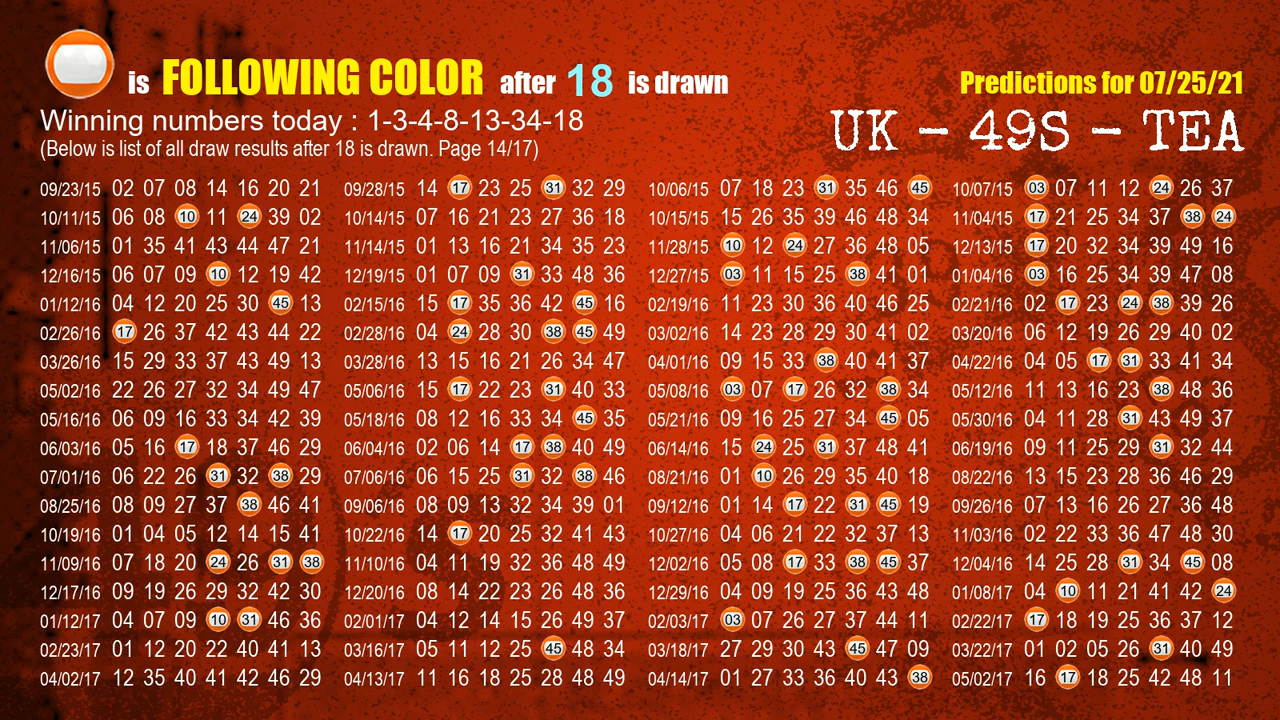 is FOLLOWING COLOR after 18 is drawn
Predictions for 07/25/21
Winning numbers today : 1-3-4-8-13-34-18
UK - 49S - TEA
(Below is list of all draw results after 18 is drawn. Page 14/17)
09/23/15 02 07 08 14 16 20 21 09/28/15 14 17 23 25 31 32 29 10/06/15 07 18 23 31 35 46 45 10/07/15 03 07 11 12 24 26 37
10/11/15 06 08 10 11 24 39 02 10/14/15 07 16 21 23 27 36 18 10/15/15 15 26 35 39 46 48 34 11/04/15 17 21 25 34 37 38 24
11/06/15 01 35 41 43 44 47 21 11/14/15 01 13 16 21 34 35 23 11/28/15 10 12 24 27 36 48 05 12/13/15 17 20 32 34 39 49 16
12/16/15 06 07 09 10 12 19 42 12/19/15 01 07 09 31 33 48 36 12/27/15 03 11 15 25 38 41 01 01/04/16 03 16 25 34 39 47 08
01/12/16 04 12 20 25 30 45 13 02/15/16 15 17 35 36 42 45 16 02/19/16 11 23 30 36 40 46 25 02/21/16 02 17 23 24 38 39 26
02/26/16 17 26 37 42 43 44 22 02/28/16 04 24 28 30 38 45 49 03/02/16 14 23 28 29 30 41 02 03/20/16 06 12 19 26 29 40 02
03/26/16 15 29 33 37 43 49 13 03/28/16 13 15 16 21 26 34 47 04/01/16 09 15 33 38 40 41 37 04/22/16 04 05 17 31 33 41 34
05/02/16 22 26 27 32 34 49 47 05/06/16 15 17 22 23 31 40 33 05/08/16 03 07 17 26 32 38 34 05/12/16 11 13 16 23 38 48 36
05/16/16 06 09 16 33 34 42 39 05/18/16 08 12 16 33 34 45 35 05/21/16 09 16 25 27 34 45 05 05/30/16 04 11 28 31 43 49 37
06/03/16 05 16 17 18 37 46 29 06/04/16 02 06 14 17 38 40 49 06/14/16 15 24 25 31 37 48 41 06/19/16 09 11 25 29 31 32 44
07/01/16 06 22 26 31 32 38 29 07/06/16 06 15 25 31 32 38 46 08/21/16 01 10 26 29 35 40 18 08/22/16 13 15 23 28 36 46 29
08/25/16 08 09 27 37 38 46 41 09/06/16 08 09 13 32 34 39 01 09/12/16 01 14 17 22 31 45 19 09/26/16 07 13 16 26 27 36 48
10/19/16 01 04 05 12 14 15 41 10/22/16 14 17 20 25 32 41 43 10/27/16 04 06 21 22 32 37 13 11/03/16 02 22 33 36 47 48 30
11/09/16 07 18 20 24 26 31 38 11/10/16 04 11 19 32 36 48 49 12/02/16 05 08 17 33 38 45 37 12/04/16 14 25 28 31 34 45 08
12/17/16 09 19 26 29 32 42 30 12/20/16 08 14 22 23 26 48 36 12/29/16 04 09 19 25 36 43 48 01/08/17 04 10 11 21 41 42 24
01/12/17 04 07 09 10 31 46 36 02/01/17 04 12 14 15 26 49 37 02/03/17 03 07 26 27 37 44 11 02/22/17 17 18 19 25 36 37 12
02/23/17 01 12 20 22 40 41 13 03/16/17 05 11 12 25 45 48 34 03/18/17 27 29 30 43 45 47 09 03/22/17 01 02 05 26 31 40 49
04/02/17 12 35 40 41 42 46 29 04/13/17 11 16 18 25 28 48 49 04/14/17 01 27 33 36 40 43 38 05/02/17 16 17 18 25 42 48 11